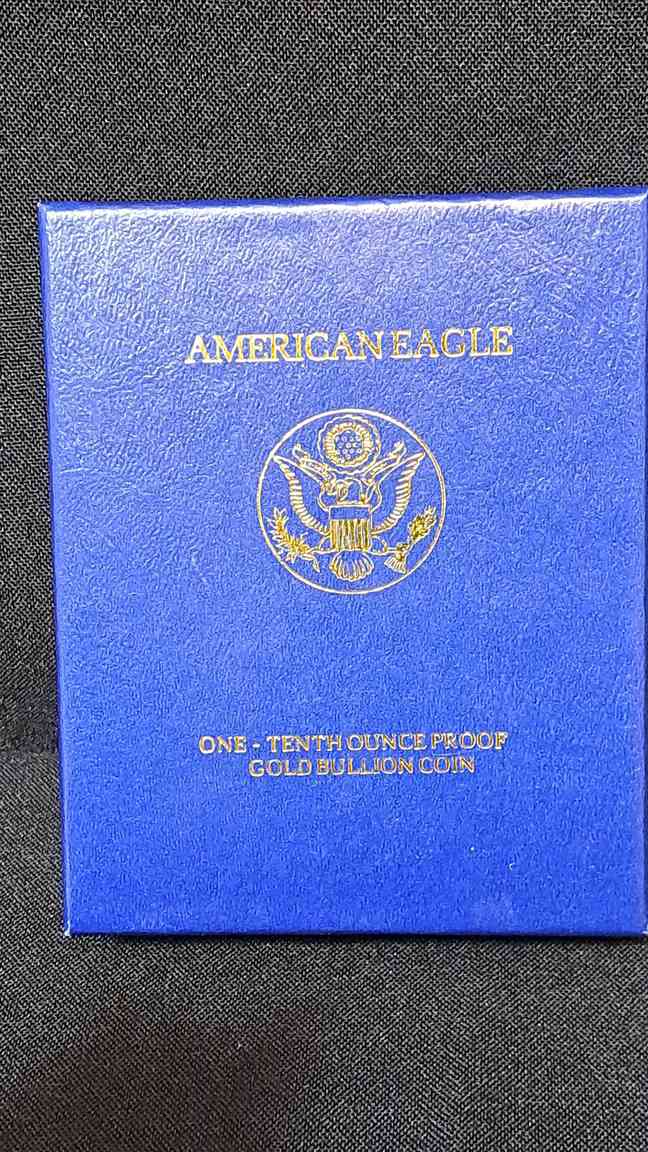 AMERICAN EAGLE
ONE - TENTH OUNCE PROOF
GOLD BULLION COIN